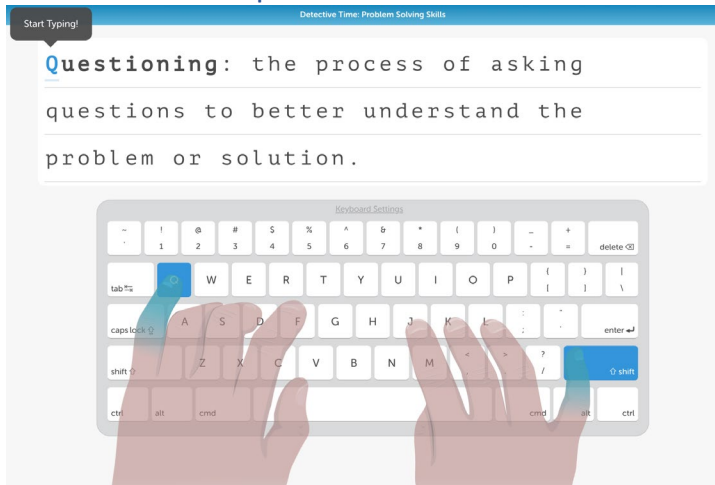 Detective Time: Problem Solving Skills
Start Typing!
Questioning: the process of asking
questions to better understand the
problem or solution.
Keyboard Settings
~ ! @ # $ % ^ & * ( ) _ +
` 1 2 3 4 5 6 7 8 9 0 - = delete
tab Q W E R T Y U I O P { } |
[ ] \
caps lock A S D F G H J K L : "
; ' enter
shift Z X C V B N M < > ?
, . / shift
ctrl alt cmd cmd alt ctrl